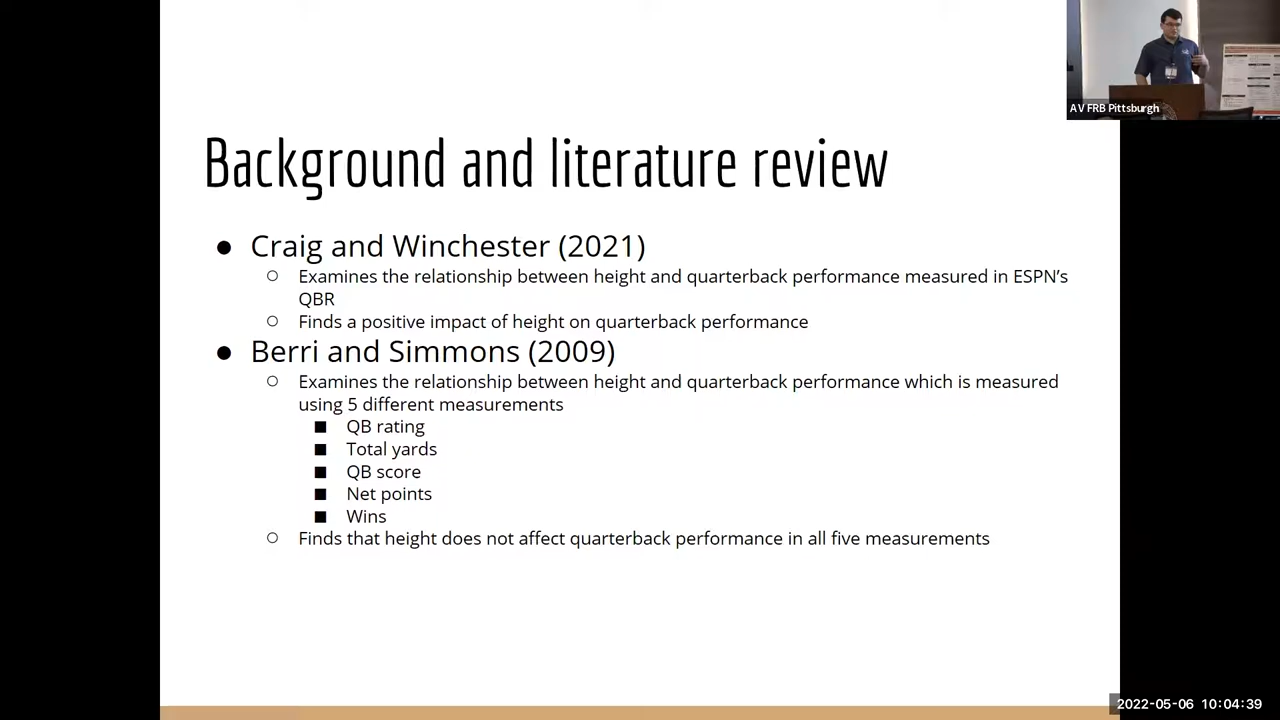 AV FRB Pittsburgh
Background and literature review
● Craig and Winchester (2021)
○ Examines the relationship between height and quarterback performance measured in ESPN's
QBR
○ Finds a positive impact of height on quarterback performance
● Berri and Simmons (2009)
○ Examines the relationship between height and quarterback performance which is measured
using 5 different measurements
■ QB rating
■ Total yards
■ QB score
■ Net points
■ Wins
○ Finds that height does not affect quarterback performance in all five measurements
2022-05-06 10:04:39